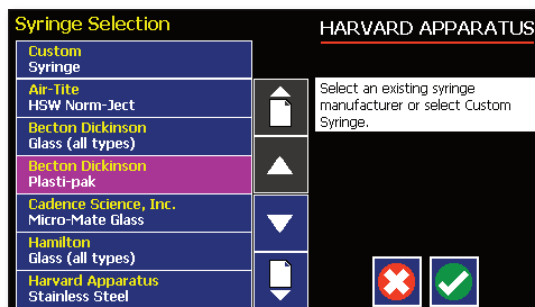 Syringe Selection
HARVARD APPARATUS
Custom
Syringe
Air-Tite
HSW Norm-Ject
Becton Dickinson
Glass (all types)
Becton Dickinson
Plasti-pak
Cadence Science, Inc.
Micro-Mate Glass
Hamilton
Glass (all types)
Harvard Apparatus
Stainless Steel
Select an existing syringe
manufacturer or select Custom
Syringe.